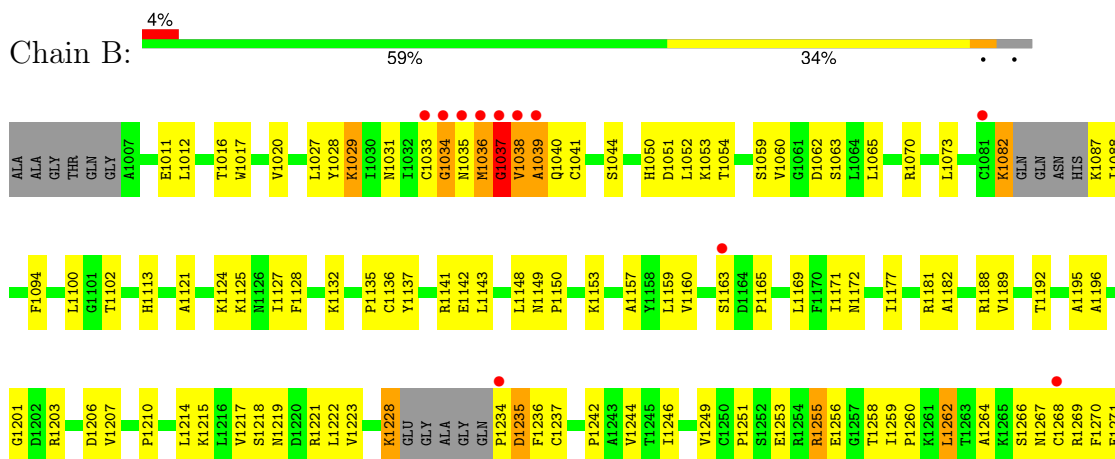 4%
Chain B:
59% 34% • •
ALA ALA GLY THR GLN GLY A1007 E1011 L1012 T1016 W1017 V1020 L1027 Y1028 K1029 I1030 N1031 I1032 C1033 G1034 N1035 M1036 G1037 V1038 A1039 Q1040 C1041 S1044 H1050 D1051 L1052 K1053 T1054 S1059 V1060 G1061 D1062 S1063 L1064 L1065 R1070 L1073 C1081 K1082 GLN GLN ASN HIS K1087
F1094 L1100 G1101 T1102 H1113 A1121 K1124 K1125 N1126 I1127 F1128 K1132 P1135 C1136 Y1137 R1141 E1142 L1143 L1148 N1149 P1150 K1153 A1157 Y1158 L1159 V1160 S1163 D1164 P1165 L1169 F1170 I1171 N1172 I1177 R1181 A1182 R1188 V1189 T1192 A1195 A1196
G1201 D1202 R1203 D1206 V1207 P1210 L1214 K1215 L1216 V1217 S1218 N1219 D1220 R1221 L1222 V1223 K1228 GLU GLY ALA GLY GLN P1234 D1235 F1236 C1237 P1242 A1243 V1244 T1245 I1246 V1249 C1250 P1251 S1252 E1253 R1254 R1255 E1256 G1257 T1258 I1259 P1260 K1261 L1262 T1263 A1264 K1265 S1266 N1267 C1268 R1269 F1270